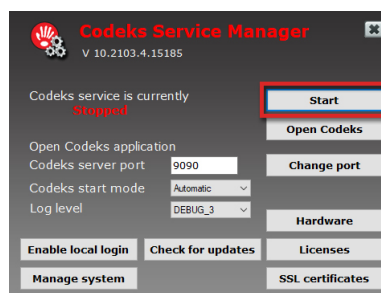 Codeks Service Manager
V 10.2103.4.15185
Codeks service is currently
Stopped
Start
Open Codeks
Open Codeks application
Codeks server port 9090 Change port
Codeks start mode Automatic
Log level DEBUG_3
Hardware
Enable local login Check for updates Licenses
Manage system SSL certificates